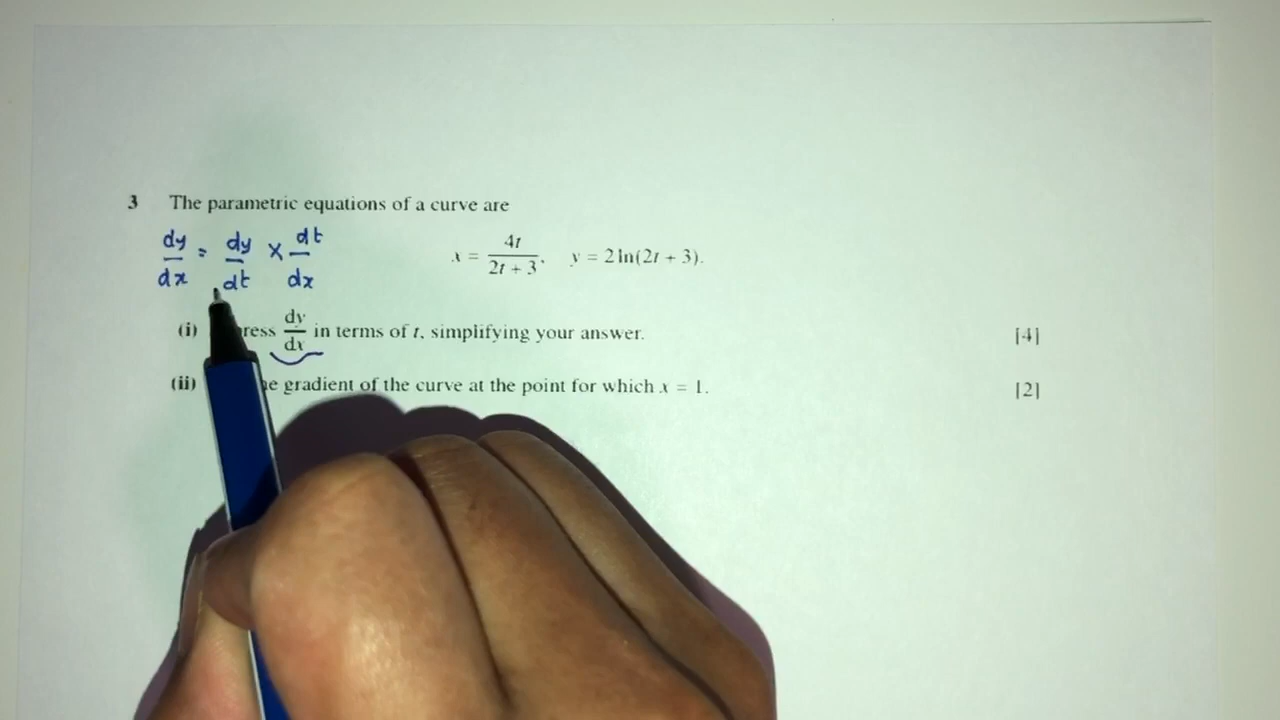 3 The parametric equations of a curve are
dy/dx = dy/dt × dt/dx
x = 4t/(2t + 3), y = 2 ln(2t + 3).
(i) ress dy/dx in terms of t, simplifying your answer. [4]
(ii) he gradient of the curve at the point for which x = 1. [2]